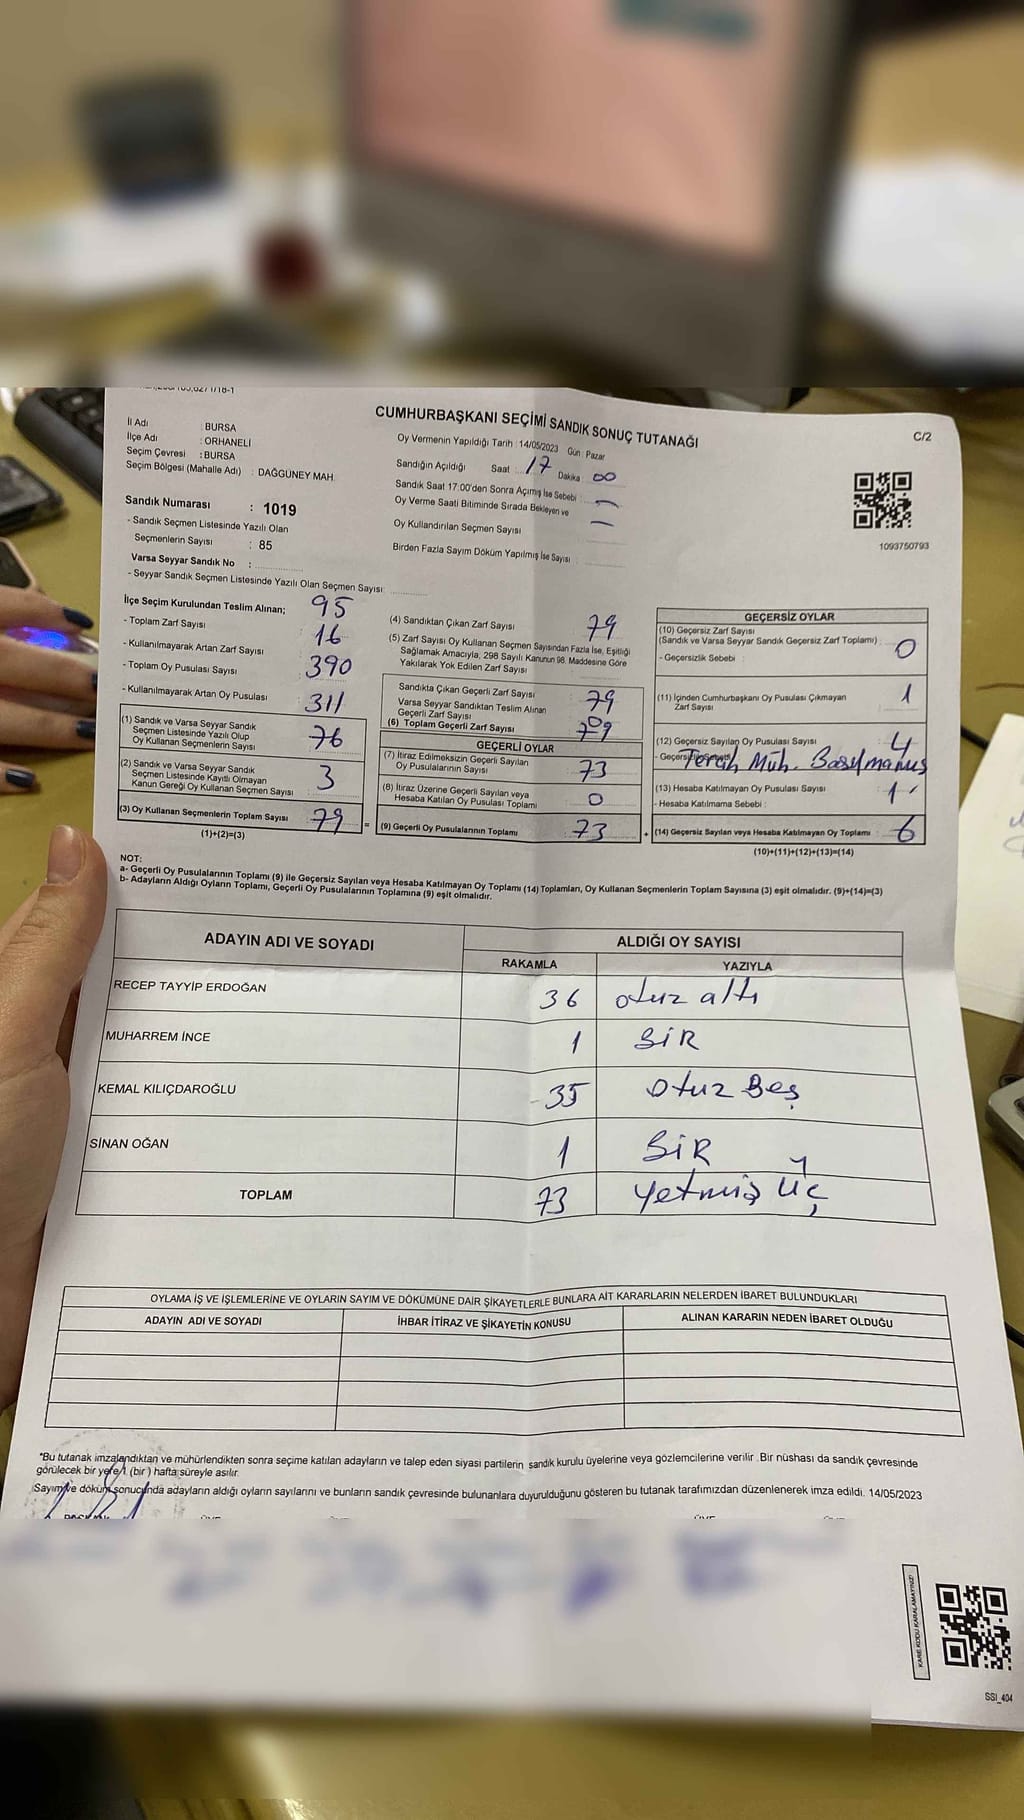 CUMHURBAŞKANI SEÇİMİ SANDIK SONUÇ TUTANAĞI
C/2
İl Adı : BURSA
İlçe Adı : ORHANELİ
Seçim Çevresi : BURSA
Seçim Bölgesi (Mahalle Adı) : DAĞGÜNEY MAH.
Sandık Numarası : 1019
- Sandık Seçmen Listesinde Yazılı Olan
Seçmenlerin Sayısı : 85
Varsa Seyyar Sandık No :
- Seyyar Sandık Seçmen Listesinde Yazılı Olan Seçmen Sayısı:
Oy Vermenin Yapıldığı Tarih : 14/05/2023 Gün : Pazar
Sandığın Açıldığı Saat : 17 Dakika : 00
Sandık Saat 17:00'den Sonra Açımış İse Sebebi : -
Oy Verme Saati Bitiminde Sırada Bekleyen ve
Oy Kullandırılan Seçmen Sayısı -
Birden Fazla Sayım Döküm Yapılmış İse Sayısı :
1093750793
İlçe Seçim Kurulundan Teslim Alınan;
- Toplam Zarf Sayısı 95
- Kullanılmayarak Artan Zarf Sayısı 16
- Toplam Oy Pusulası Sayısı 390
- Kullanılmayarak Artan Oy Pusulası 311
(1) Sandık ve Varsa Seyyar Sandık
Seçmen Listesinde Yazılı Olup
Oy Kullanan Seçmenlerin Sayısı 76
(2) Sandık ve Varsa Seyyar Sandık
Seçmen Listesinde Kayıtlı Olmayan
Kanun Gereği Oy Kullanan Seçmen Sayısı 3
(3) Oy Kullanan Seçmenlerin Toplam Sayısı 79 =
(1)+(2)=(3)
(4) Sandıktan Çıkan Zarf Sayısı 79
(5) Zarf Sayısı Oy Kullanan Seçmen Sayısından Fazla İse, Eşitliği
Sağlamak Amacıyla, 298 Sayılı Kanunun 98. Maddesine Göre
Yakılarak Yok Edilen Zarf Sayısı
Sandıkta Çıkan Geçerli Zarf Sayısı 79
Varsa Seyyar Sandıktan Teslim Alınan
Geçerli Zarf Sayısı 0
(6) Toplam Geçerli Zarf Sayısı 79
GEÇERLİ OYLAR
(7) İtiraz Edilmeksizin Geçerli Sayılan
Oy Pusulalarının Sayısı 73
(8) İtiraz Üzerine Geçerli Sayılan veya
Hesaba Katılan Oy Pusulası Toplamı 0
(9) Geçerli Oy Pusulalarının Toplamı 73 +
GEÇERSİZ OYLAR
(10) Geçersiz Zarf Sayısı
(Sandık ve Varsa Seyyar Sandık Geçersiz Zarf Toplamı) : 0
- Geçersizlik Sebebi :
(11) İçinden Cumhurbaşkanı Oy Pusulası Çıkmayan
Zarf Sayısı 1
(12) Geçersiz Sayılan Oy Pusulası Sayısı : 4
Tercih Müh. Basılmamış
(13) Hesaba Katılmayan Oy Pusulası Sayısı : 1
- Hesaba Katılmama Sebebi :
(14) Geçersiz Sayılan veya Hesaba Katılmayan Oy Toplamı : 6
(10)+(11)+(12)+(13)=(14)
NOT:
a- Geçerli Oy Pusulalarının Toplamı (9) ile Geçersiz Sayılan veya Hesaba Katılmayan Oy Toplamı (14) Toplamları, Oy Kullanan Seçmenlerin Toplam Sayısına (3) eşit olmalıdır. (9)+(14)=(3)
b- Adayların Aldığı Oyların Toplamı, Geçerli Oy Pusulalarının Toplamına (9) eşit olmalıdır.
ADAYIN ADI VE SOYADI ALDIĞI OY SAYISI
RAKAMLA YAZIYLA
RECEP TAYYİP ERDOĞAN 36 otuz altı
MUHARREM İNCE 1 BİR
KEMAL KILIÇDAROĞLU 35 otuz Beş
SİNAN OĞAN 1 BİR
TOPLAM 73 yetmiş üç
OYLAMA İŞ VE İŞLEMLERİNE VE OYLARIN SAYIM VE DÖKÜMÜNE DAİR ŞİKAYETLERLE BUNLARA AİT KARARLARIN NELERDEN İBARET BULUNDUKLARI
ADAYIN ADI VE SOYADI İHBAR İTİRAZ VE ŞİKAYETİN KONUSU ALINAN KARARIN NEDEN İBARET OLDUĞU
*Bu tutanak imzalandıktan ve mühürlendikten sonra seçime katılan adayların ve talep eden siyasi partilerin sandık kurulu üyelerine veya gözlemcilerine verilir. Bir nüshası da sandık çevresinde
görülecek bir yere 1 (bir ) hafta süreyle asılır.
Sayım ve döküm sonucunda adayların aldığı oyların sayılarını ve bunların sandık çevresinde bulunanlara duyurulduğunu gösteren bu tutanak tarafımızdan düzenlenerek imza edildi. 14/05/2023
KARE KODU KARALAMAYINIZ!
SSI_404